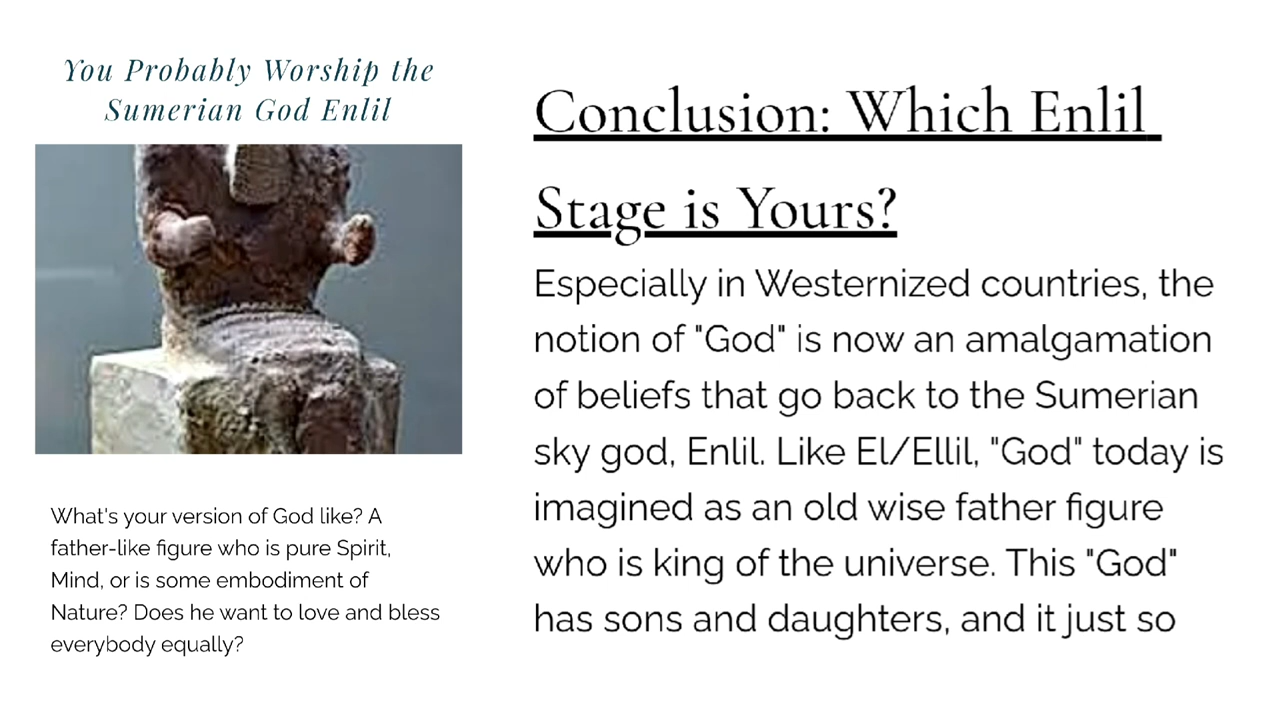 You Probably Worship the
Sumerian God Enlil
What's your version of God like? A
father-like figure who is pure Spirit,
Mind, or is some embodiment of
Nature? Does he want to love and bless
everybody equally?
Conclusion: Which Enlil
Stage is Yours?
Especially in Westernized countries, the
notion of "God" is now an amalgamation
of beliefs that go back to the Sumerian
sky god, Enlil. Like El/Ellil, "God" today is
imagined as an old wise father figure
who is king of the universe. This "God"
has sons and daughters, and it just so